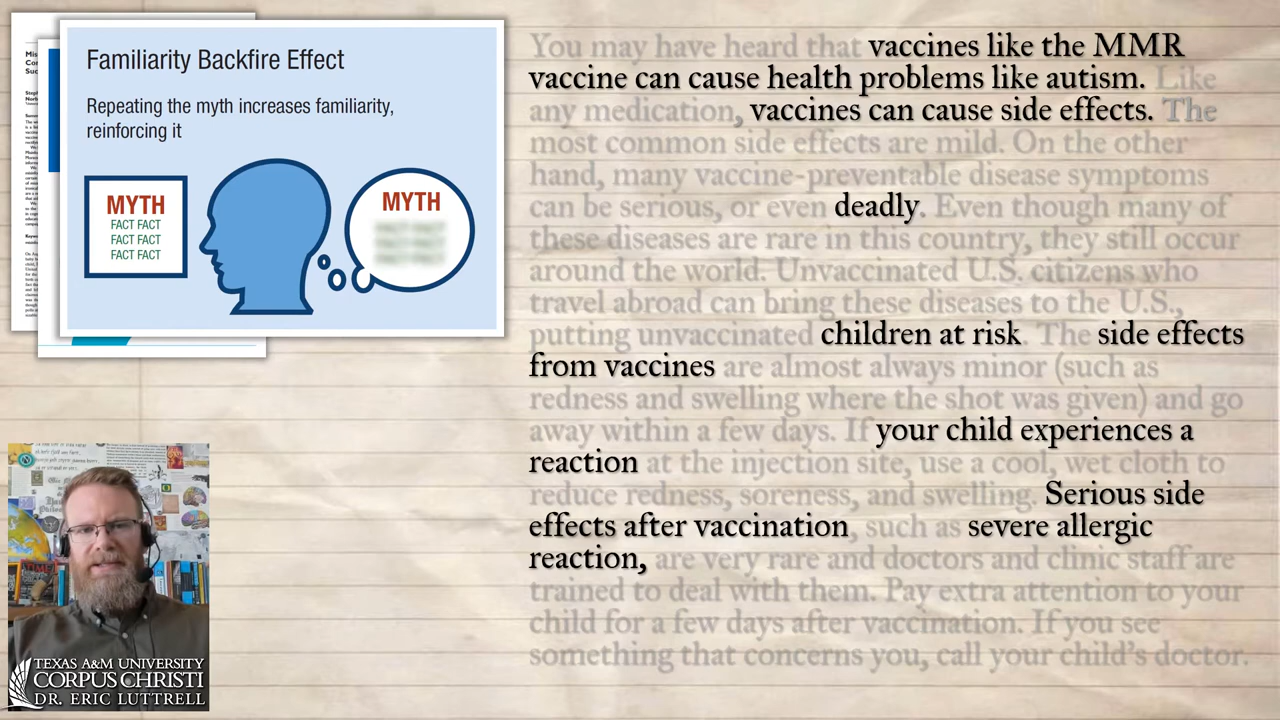 Familiarity Backfire Effect
Repeating the myth increases familiarity,
reinforcing it
MYTH
FACT FACT
FACT FACT
FACT FACT
MYTH
FACT FACT
FACT FACT
FACT FACT
You may have heard that vaccines like the MMR
vaccine can cause health problems like autism. Like
any medication, vaccines can cause side effects. The
most common side effects are mild. On the other
hand, many vaccine-preventable disease symptoms
can be serious, or even deadly. Even though many of
these diseases are rare in this country, they still occur
around the world. Unvaccinated U.S. citizens who
travel abroad can bring these diseases to the U.S.,
putting unvaccinated children at risk. The side effects
from vaccines are almost always minor (such as
redness and swelling where the shot was given) and go
away within a few days. If your child experiences a
reaction at the injection site, use a cool, wet cloth to
reduce redness, soreness, and swelling. Serious side
effects after vaccination, such as severe allergic
reaction, are very rare and doctors and clinic staff are
trained to deal with them. Pay extra attention to your
child for a few days after vaccination. If you see
something that concerns you, call your child's doctor.
TIME
TEXAS A&M UNIVERSITY
CORPUS CHRISTI
DR. ERIC LUTTRELL